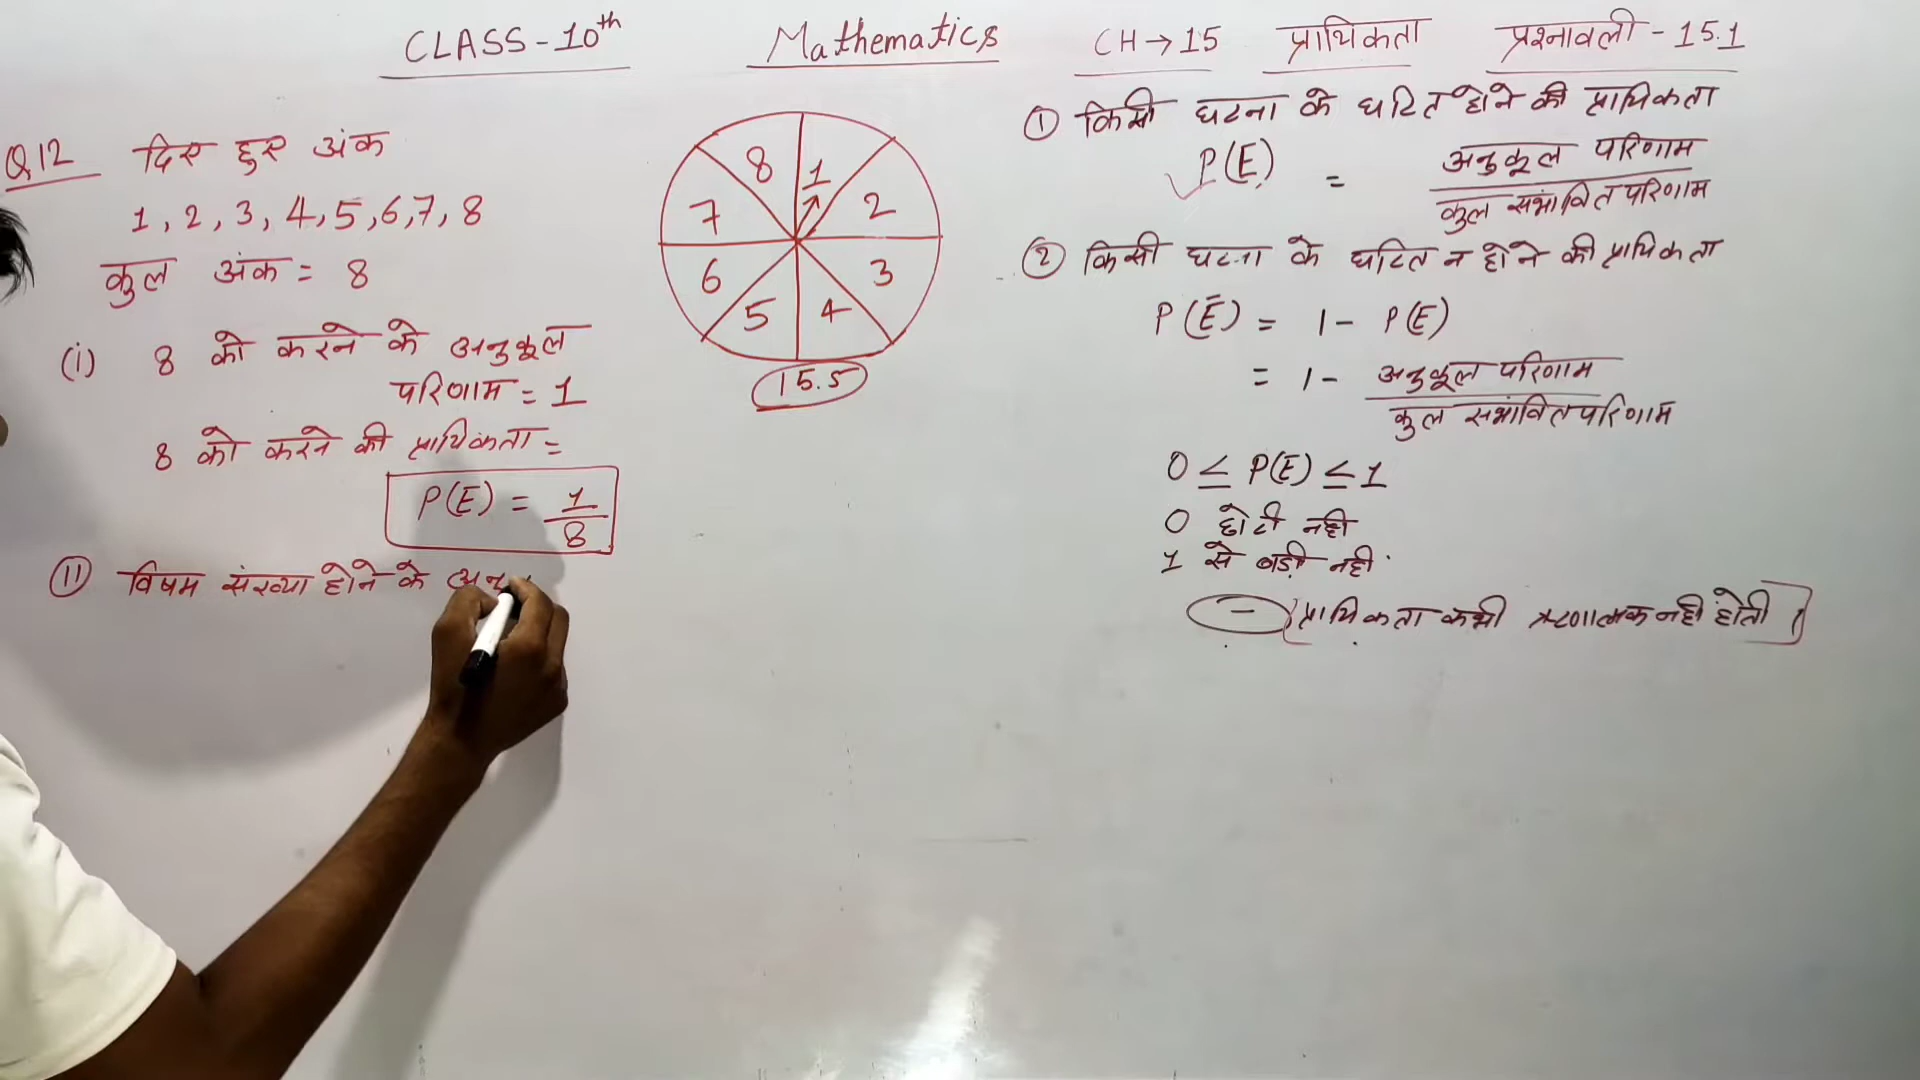 CLASS-10th Mathematics CH→15 प्रायिकता प्रश्नावली-15.1
Q12 दिए हुए अंक
1, 2, 3, 4, 5, 6, 7, 8
कुल अंक = 8
(i) 8 को करने के अनुकूल
परिणाम = 1
8 को करने की प्रायिकता =
P(E) = 1/8
(11) विषम संख्या होने के अनु
8 1
7 2
6 3
5 4
15.5
① किसी घटना के घटित होने की प्रायिकता
P(E) = अनुकूल परिणाम/कुल संभावित परिणाम
② किसी घटना के घटित न होने की प्रायिकता
P(Ē) = 1 - P(E)
= 1 - अनुकूल परिणाम/कुल संभावित परिणाम
0 ≤ P(E) ≤ 1
0 छोटी नही
1 से बड़ी नही
- प्रायिकता कभी ऋणात्मक नही होती ।